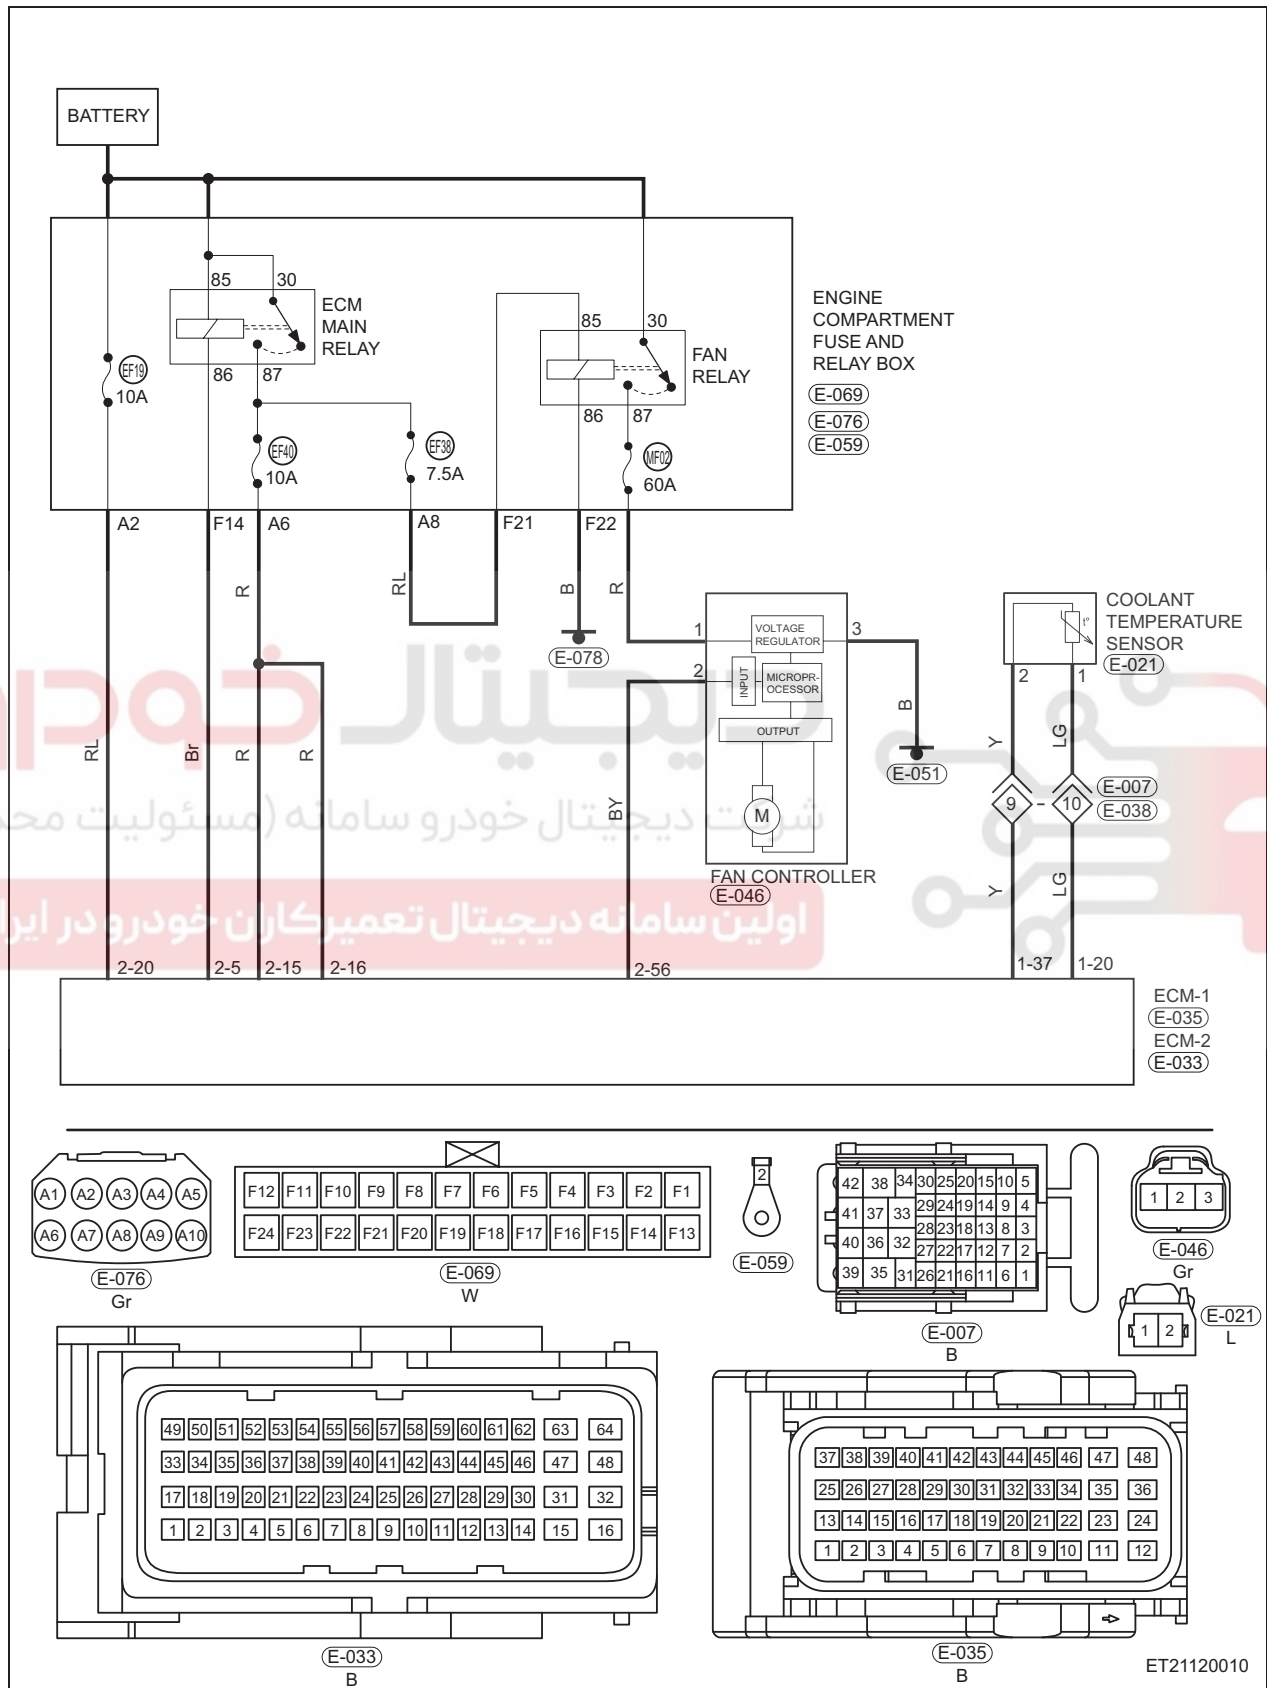 BATTERY
85
30
ECM
MAIN
RELAY
86
87
EF19
10A
EF40
10A
EF38
7.5A
85
30
FAN
RELAY
86
87
MF02
60A
ENGINE
COMPARTMENT
FUSE AND
RELAY BOX
E-069
E-076
E-059
A2
F14
A6
A8
F21
F22
R
RL
B
R
E-078
1
2
3
VOLTAGE
REGULATOR
INPUT
MICROPR-
OCESSOR
OUTPUT
M
FAN CONTROLLER
E-046
B
E-051
COOLANT
TEMPERATURE
SENSOR
E-021
t°
2
1
Y
LG
9 - 10
E-007
E-038
Y
LG
RL
Br
R
R
BY
دیجیتال خودرو
شرکت دیجیتال خودرو سامانه (مسئولیت
اولین سامانه دیجیتال تعمیرکاران خودرو در
2-20
2-5
2-15
2-16
2-56
1-37
1-20
ECM-1
E-035
ECM-2
E-033
A1 A2 A3 A4 A5
A6 A7 A8 A9 A10
E-076
Gr
F12 F11 F10 F9 F8 F7 F6 F5 F4 F3 F2 F1
F24 F23 F22 F21 F20 F19 F18 F17 F16 F15 F14 F13
E-069
W
2
E-059
42 38 34 30 25 20 15 10 5
41 37 33 29 24 19 14 9 4
28 23 18 13 8 3
40 36 32 27 22 17 12 7 2
39 35 31 26 21 16 11 6 1
E-007
B
1 2 3
E-046
Gr
1 2
E-021
L
49 50 51 52 53 54 55 56 57 58 59 60 61 62 63 64
33 34 35 36 37 38 39 40 41 42 43 44 45 46 47 48
17 18 19 20 21 22 23 24 25 26 27 28 29 30 31 32
1 2 3 4 5 6 7 8 9 10 11 12 13 14 15 16
E-033
B
37 38 39 40 41 42 43 44 45 46 47 48
25 26 27 28 29 30 31 32 33 34 35 36
13 14 15 16 17 18 19 20 21 22 23 24
1 2 3 4 5 6 7 8 9 10 11 12
E-035
B
ET21120010